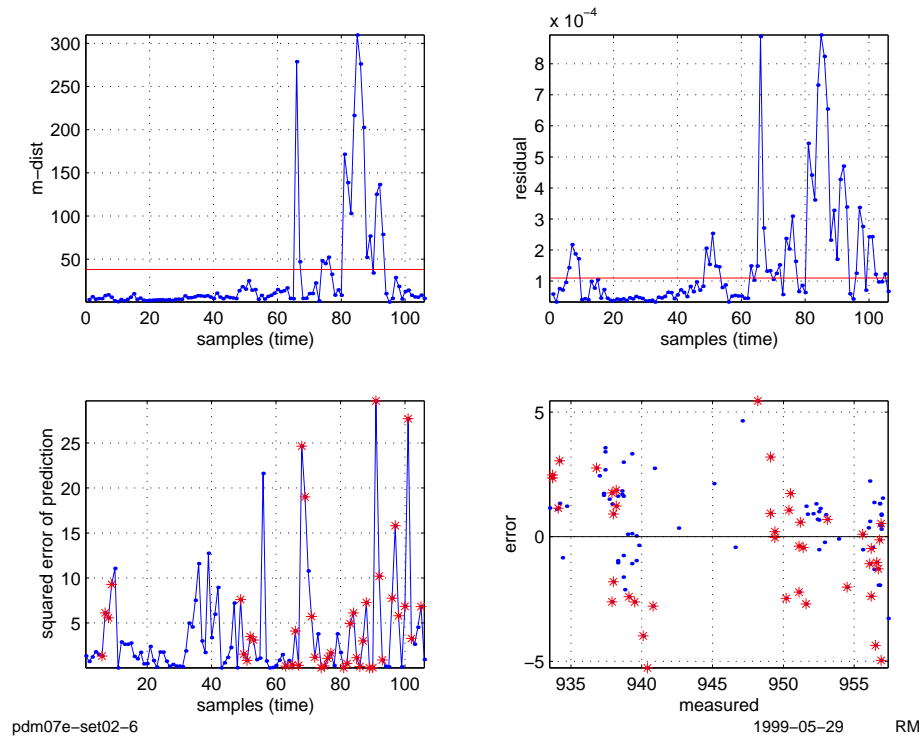 x 10−4
300
250
200
150
100
50
m−dist
0 20 40 60 80 100
samples (time)
8
7
6
5
4
3
2
1
residual
0 20 40 60 80 100
samples (time)
25
20
15
10
5
squared error of prediction
20 40 60 80 100
samples (time)
5
0
−5
error
935 940 945 950 955
measured
pdm07e−set02−6
1999−05−29
RM